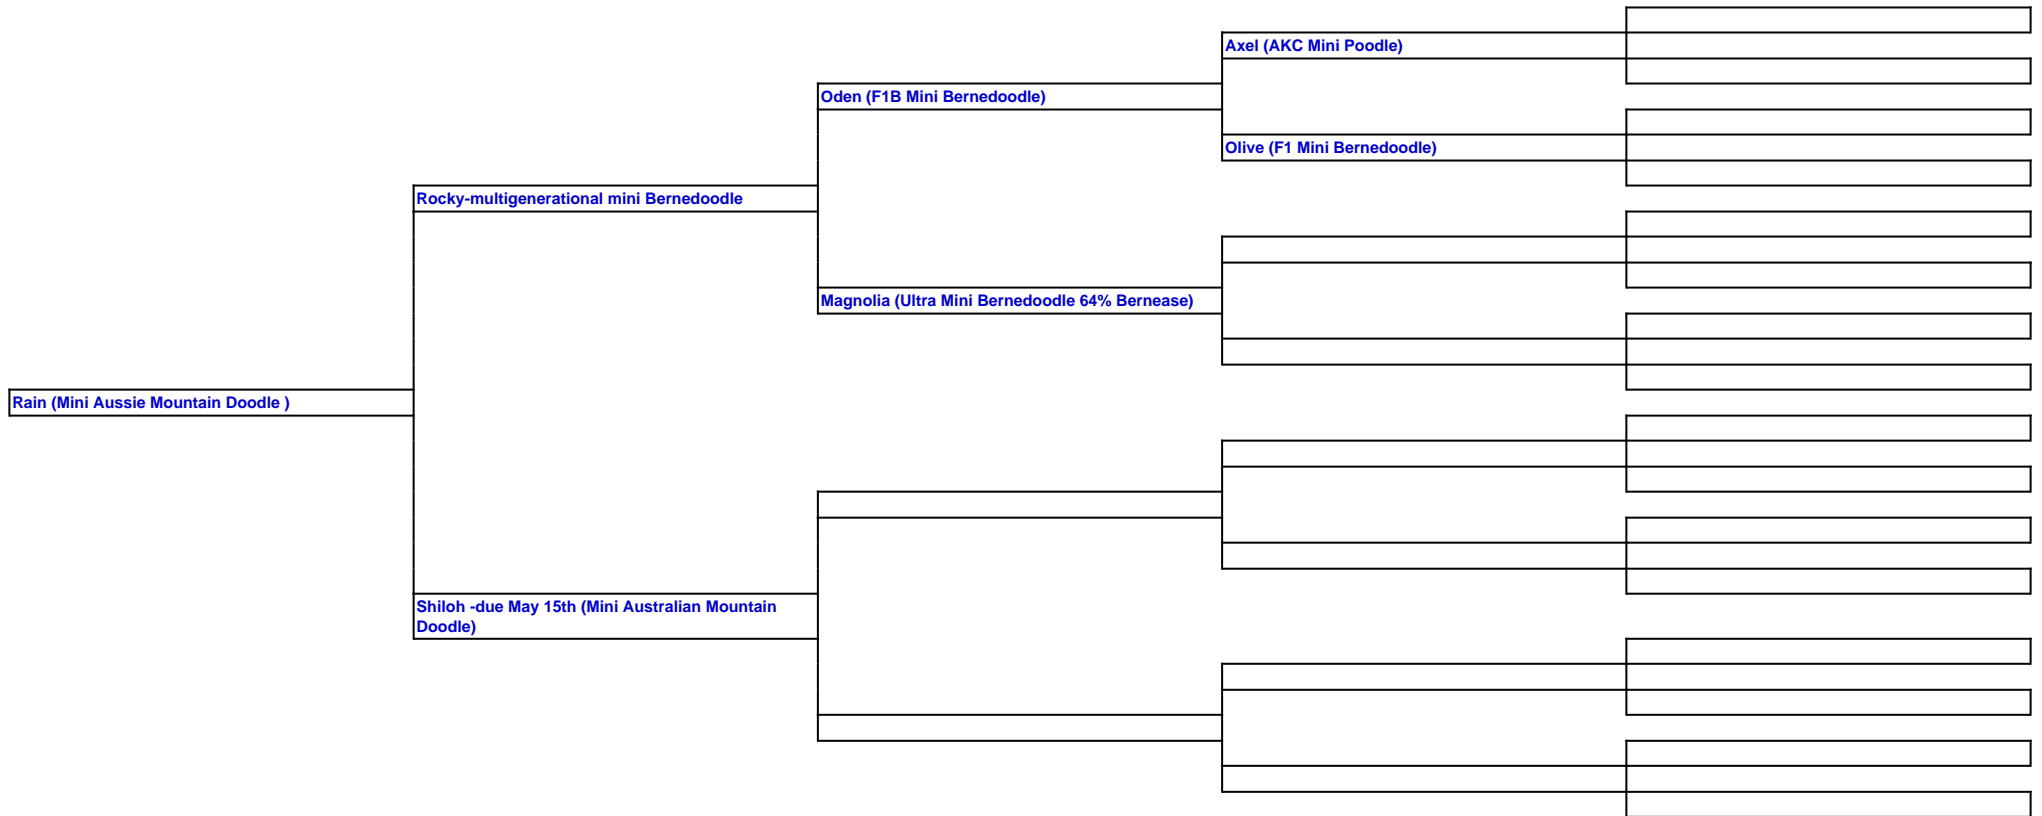 Axel (AKC Mini Poodle)
Oden (F1B Mini Bernedoodle)
Olive (F1 Mini Bernedoodle)
Rocky-multigenerational mini Bernedoodle
Magnolia (Ultra Mini Bernedoodle 64% Bernease)
Rain (Mini Aussie Mountain Doodle )
Shiloh -due May 15th (Mini Australian Mountain
Doodle)